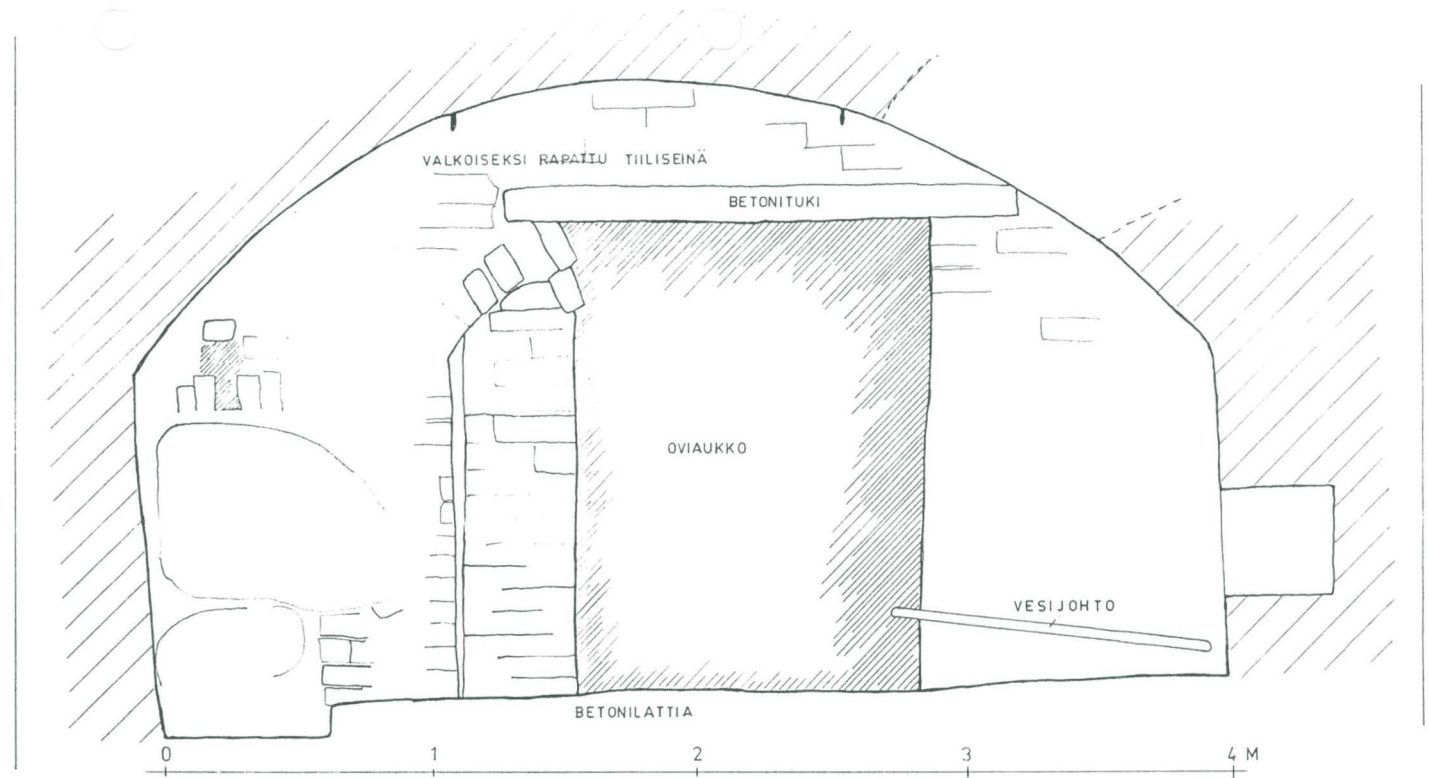 VALKOISEKSI RAPATTU TIILISEINÄ
BETONITUKI
OVIAUKKO
VESIJOHTO
BETONILATTIA
0 1 2 3 4 M